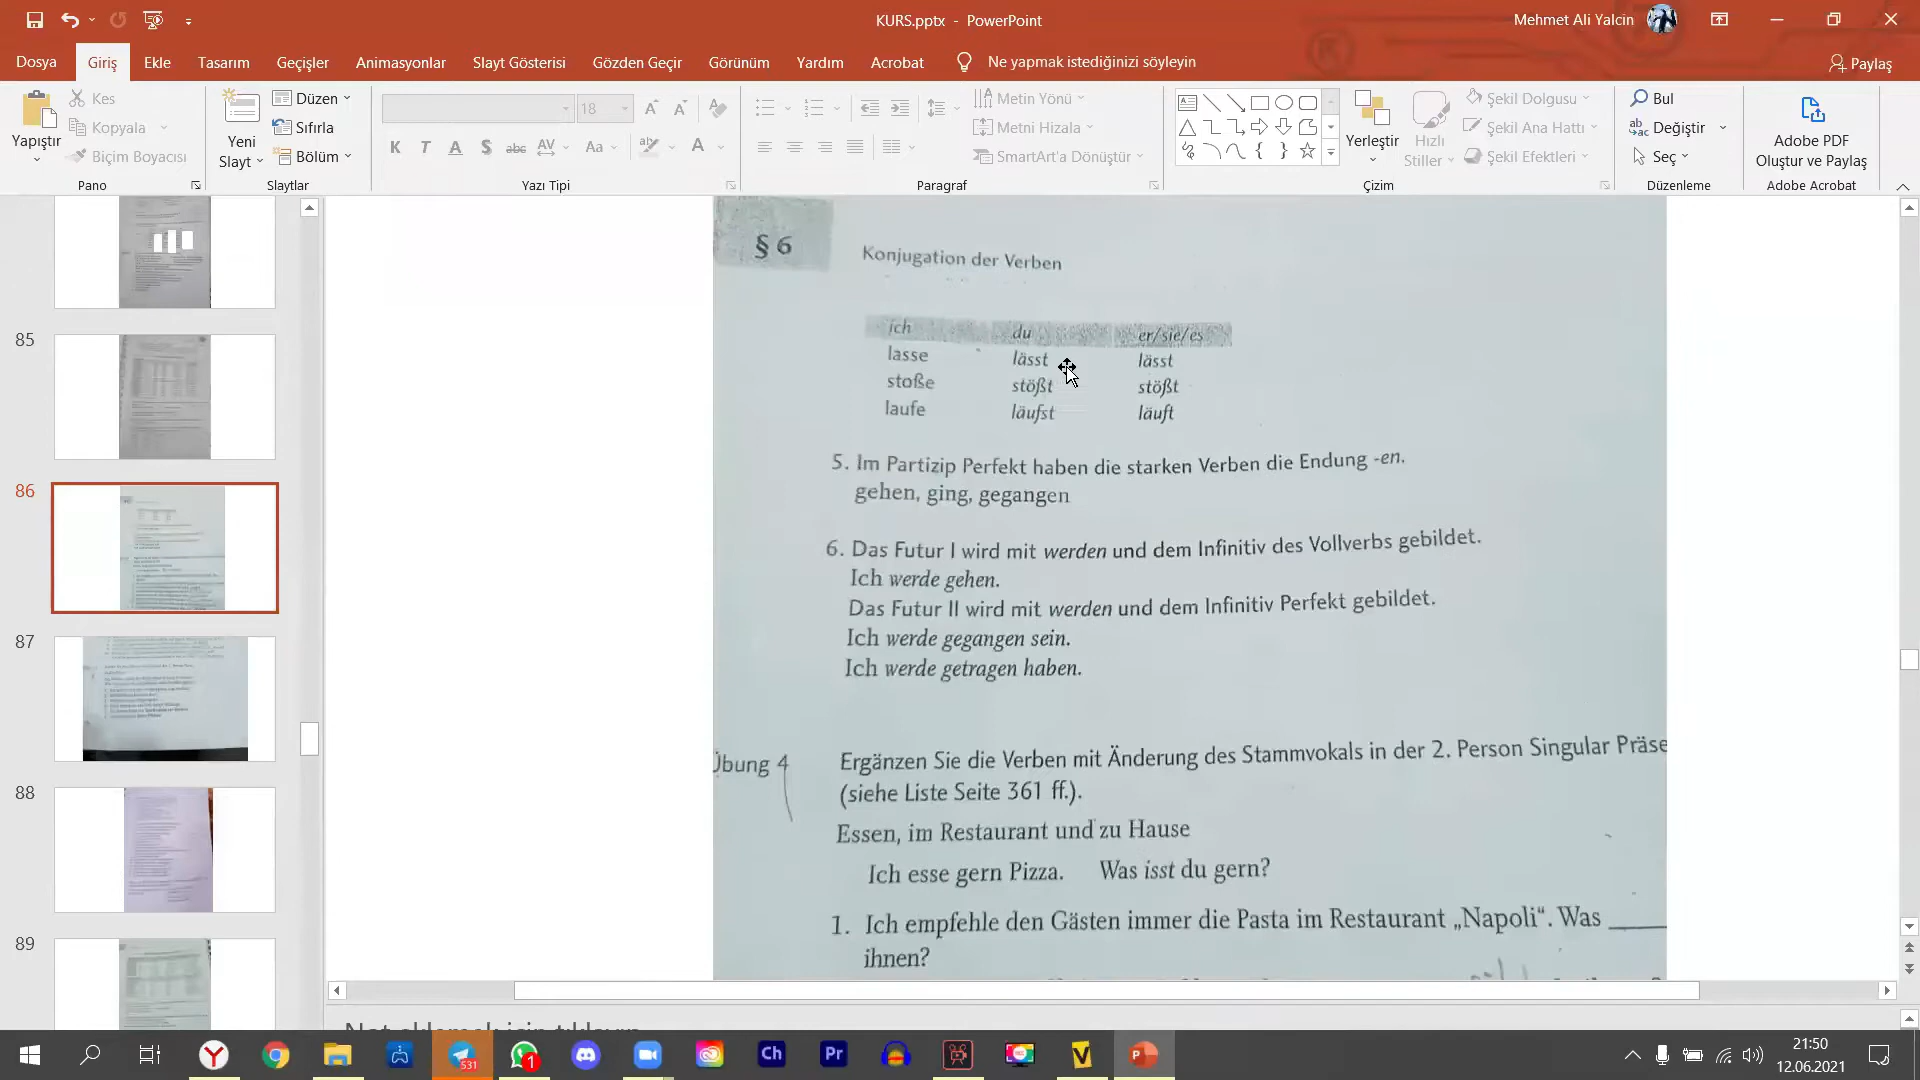 KURS.pptx - PowerPoint
Mehmet Ali Yalcin
Dosya Giriş Ekle Tasarım Geçişler Animasyonlar Slayt Gösterisi Gözden Geçir Görünüm Yardım Acrobat Ne yapmak istediğinizi söyleyin Paylaş
Yapıştır
Kes
Kopyala
Biçim Boyacısı
Pano
Yeni Slayt
Düzen
Sıfırla
Bölüm
Slaytlar
18
K T A S abc AV Aa A
Yazı Tipi
Metin Yönü
Metni Hizala
SmartArt'a Dönüştür
Paragraf
Yerleştir
Hızlı Stiller
Şekil Dolgusu
Şekil Ana Hattı
Şekil Efektleri
Çizim
Bul
Değiştir
Seç
Düzenleme
Adobe PDF
Oluştur ve Paylaş
Adobe Acrobat
85
86
87
88
89
§ 6
Konjugation der Verben
ich du er/sie/es
lasse lässt lässt
stoße stößt stößt
laufe läufst läuft
5. Im Partizip Perfekt haben die starken Verben die Endung -en.
gehen, ging, gegangen
6. Das Futur I wird mit werden und dem Infinitiv des Vollverbs gebildet.
Ich werde gehen.
Das Futur II wird mit werden und dem Infinitiv Perfekt gebildet.
Ich werde gegangen sein.
Ich werde getragen haben.
Übung 4
Ergänzen Sie die Verben mit Änderung des Stammvokals in der 2. Person Singular Präse
(siehe Liste Seite 361 ff.).
Essen, im Restaurant und zu Hause
Ich esse gern Pizza. Was isst du gern?
1. Ich empfehle den Gästen immer die Pasta im Restaurant „Napoli“. Was ______
ihnen?
531
1
Ch
Pr
21:50
12.06.2021